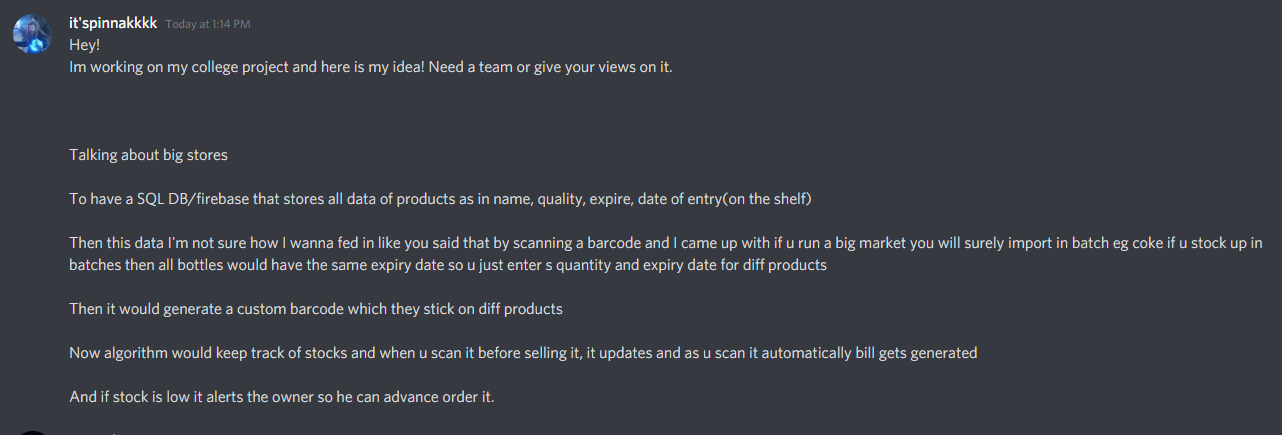 it'spinnakkkk Today at 1:14 PM
Hey!
Im working on my college project and here is my idea! Need a team or give your views on it.
Talking about big stores
To have a SQL DB/firebase that stores all data of products as in name, quality, expire, date of entry(on the shelf)
Then this data I'm not sure how I wanna fed in like you said that by scanning a barcode and I came up with if u run a big market you will surely import in batch eg coke if u stock up in
batches then all bottles would have the same expiry date so u just enter s quantity and expiry date for diff products
Then it would generate a custom barcode which they stick on diff products
Now algorithm would keep track of stocks and when u scan it before selling it, it updates and as u scan it automatically bill gets generated
And if stock is low it alerts the owner so he can advance order it.